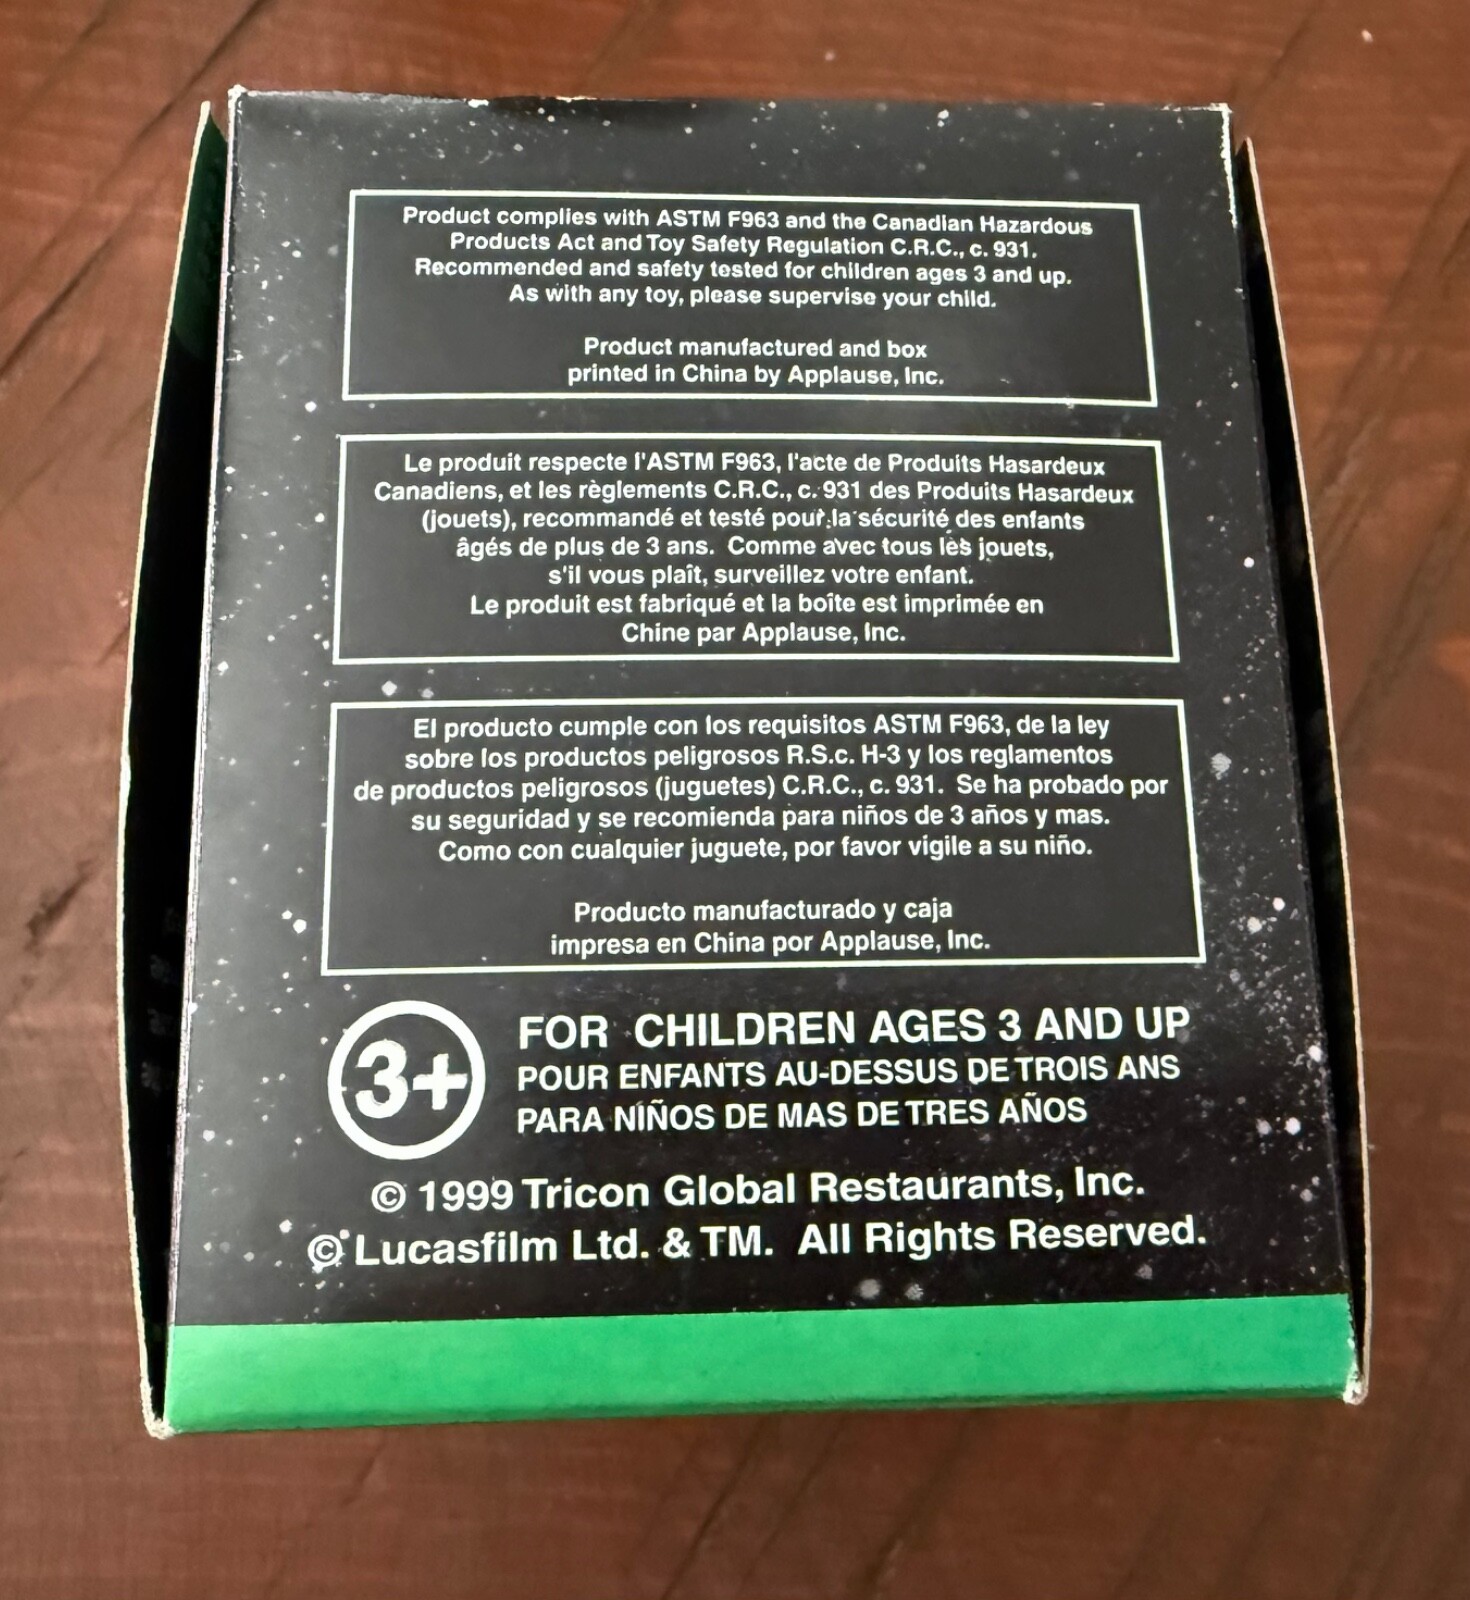 Product complies with ASTM F963 and the Canadian Hazardous
Products Act and Toy Safety Regulation C.R.C., c. 931.
Recommended and safety tested for children ages 3 and up.
As with any toy, please supervise your child.
Product manufactured and box
printed in China by Applause, Inc.
Le produit respecte l'ASTM F963, l'acte de Produits Hasardeux
Canadiens, et les règlements C.R.C., c. 931 des Produits Hasardeux
(jouets), recommandé et testé pour la sécurité des enfants
âgés de plus de 3 ans. Comme avec tous les jouets,
s'il vous plaît, surveillez votre enfant.
Le produit est fabriqué et la boîte est imprimée en
Chine par Applause, Inc.
El producto cumple con los requisitos ASTM F963, de la ley
sobre los productos peligrosos R.S.c. H-3 y los reglamentos
de productos peligrosos (juguetes) C.R.C., c. 931. Se ha probado por
su seguridad y se recomienda para niños de 3 años y mas.
Como con cualquier juguete, por favor vigile a su niño.
Producto manufacturado y caja
impresa en China por Applause, Inc.
3+
FOR CHILDREN AGES 3 AND UP
POUR ENFANTS AU-DESSUS DE TROIS ANS
PARA NIÑOS DE MAS DE TRES AÑOS
© 1999 Tricon Global Restaurants, Inc.
© Lucasfilm Ltd. & TM. All Rights Reserved.